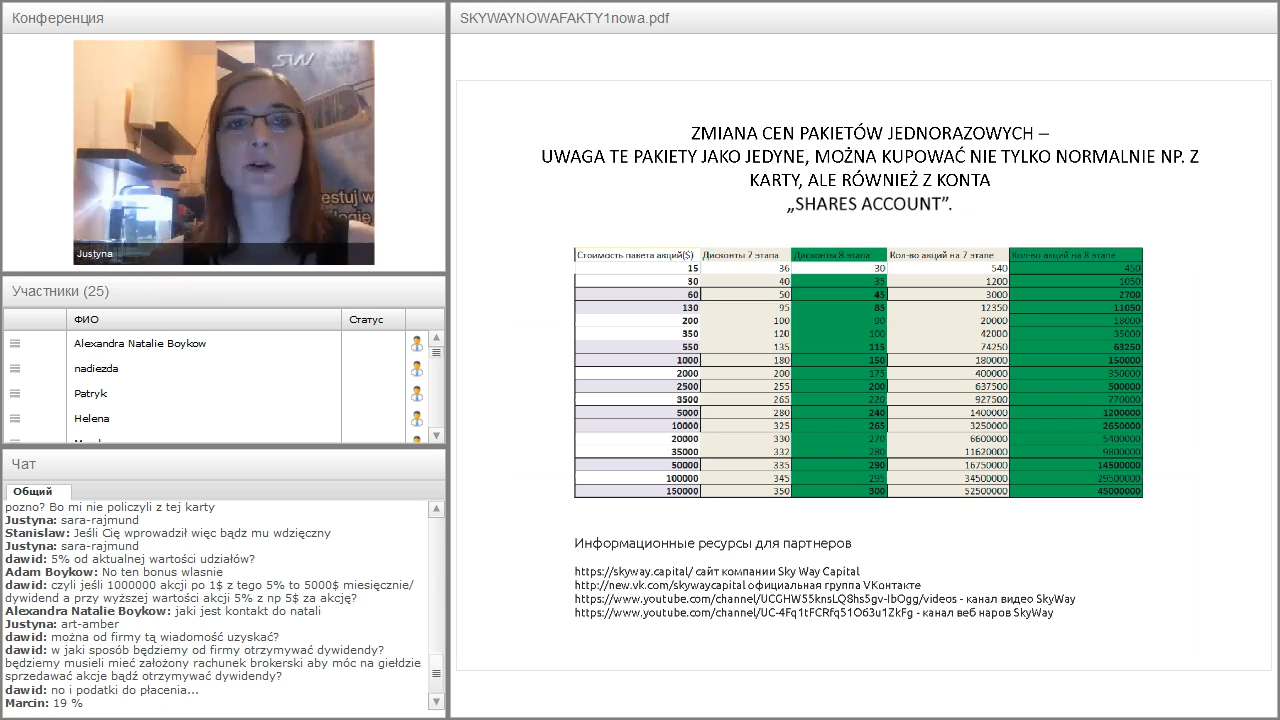 Конференция
SW
estuj w
logię
Justyna
Участники (25)
ФИО Статус
Alexandra Natalie Boykow
nadiezda
Patryk
Helena
Чат
Общий
pozno? Bo mi nie policzyli z tej karty
Justyna: sara-rajmund
Stanislaw: Jeśli Cię wprowadził więc bądz mu wdzięczny
Justyna: sara-rajmund
dawid: 5% od aktualnej wartości udziałów?
Adam Boykow: No ten bonus wlasnie
dawid: czyli jeśli 1000000 akcji po 1$ z tego 5% to 5000$ miesięcznie/
dywidend a przy wyższej wartości akcji 5% z np 5$ za akcję?
Alexandra Natalie Boykow: jaki jest kontakt do natali
Justyna: art-amber
dawid: można od firmy tą wiadomość uzyskać?
dawid: w jaki sposób będziemy od firmy otrzymywać dywidendy?
będziemy musieli mieć założony rachunek brokerski aby móc na giełdzie
sprzedawać akcje bądź otrzymywać dywidendy?
dawid: no i podatki do płacenia...
Marcin: 19 %
SKYWAYNOWAFAKTY1nowa.pdf
ZMIANA CEN PAKIETÓW JEDNORAZOWYCH –
UWAGA TE PAKIETY JAKO JEDYNE, MOŻNA KUPOWAĆ NIE TYLKO NORMALNIE NP. Z
KARTY, ALE RÓWNIEŻ Z KONTA
„SHARES ACCOUNT”.
Стоимость пакета акций($) Дисконты 7 этапа Дисконты 8 этапа Кол-во акций на 7 этапе Кол-во акций на 8 этапе
15 36 30 540 450
30 40 35 1200 1050
60 50 45 3000 2700
130 95 85 12350 11050
200 100 90 20000 18000
350 120 100 42000 35000
550 135 115 74250 63250
1000 180 150 180000 150000
2000 200 175 400000 350000
2500 255 200 637500 500000
3500 265 220 927500 770000
5000 280 240 1400000 1200000
10000 325 265 3250000 2650000
20000 330 270 6600000 5400000
35000 332 280 11620000 9800000
50000 335 290 16750000 14500000
100000 345 295 34500000 29500000
150000 350 300 52500000 45000000
Информационные ресурсы для партнеров
https://skyway.capital/ сайт компании Sky Way Capital
http://new.vk.com/skywaycapital официальная группа VКонтакте
https://www.youtube.com/channel/UCGHW55knsLQ8hs5gv-IbOgg/videos - канал видео SkyWay
https://www.youtube.com/channel/UC-4Fq1tFCRfq51O63u1ZkFg - канал веб наров SkyWay